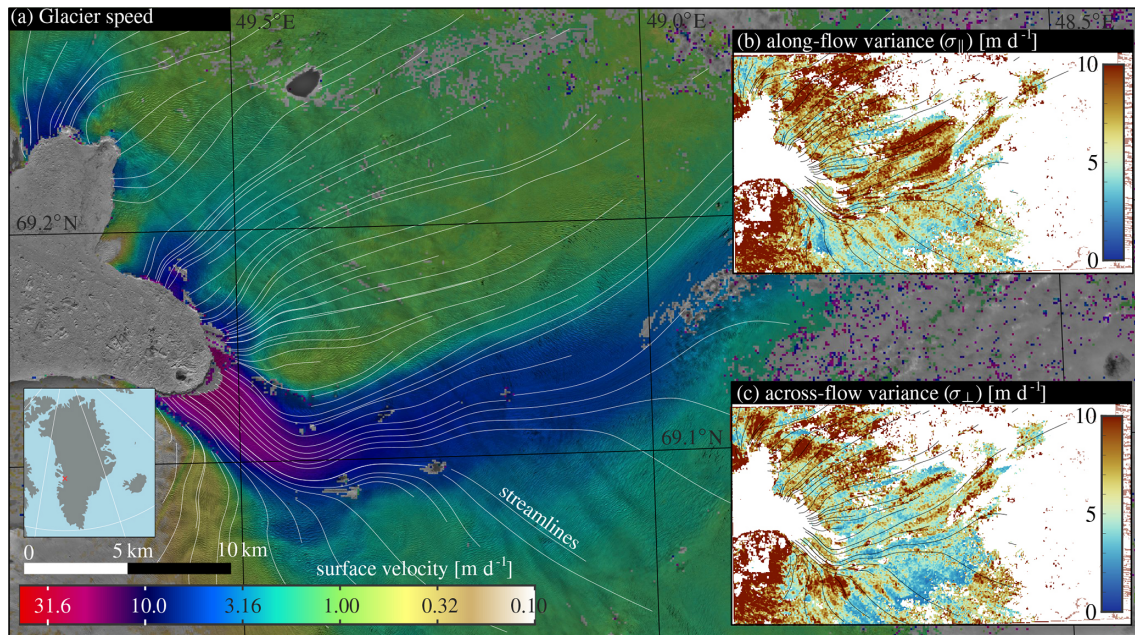 (a) Glacier speed
49.5°E
49.0°E
48.5°E
(b) along-flow variance (σ∥) [m d⁻¹]
10
5
0
69.2°N
(c) across-flow variance (σ⊥) [m d⁻¹]
10
5
0
69.1°N
streamlines
0 5 km 10 km
surface velocity [m d⁻¹]
31.6 10.0 3.16 1.00 0.32 0.10